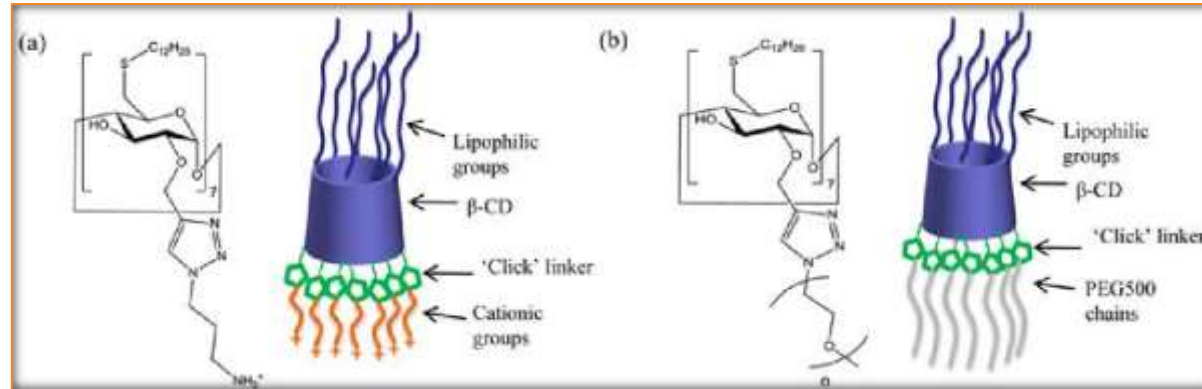 (a)
S
C12H25
O
HO
O
O
7
N
N
N
NH3+
Lipophilic
groups
β-CD
'Click' linker
Cationic
groups
(b)
S
C12H25
O
HO
O
O
7
N
N
N
O
Lipophilic
groups
β-CD
'Click' linker
PEG500
chains